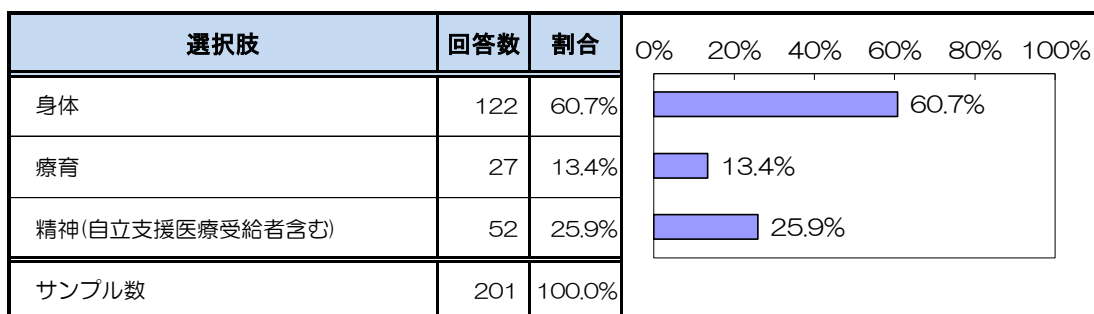 選択肢 回答数 割合
0% 20% 40% 60% 80% 100%
身体 122 60.7% 60.7%
療育 27 13.4% 13.4%
精神(自立支援医療受給者含む) 52 25.9% 25.9%
サンプル数 201 100.0%